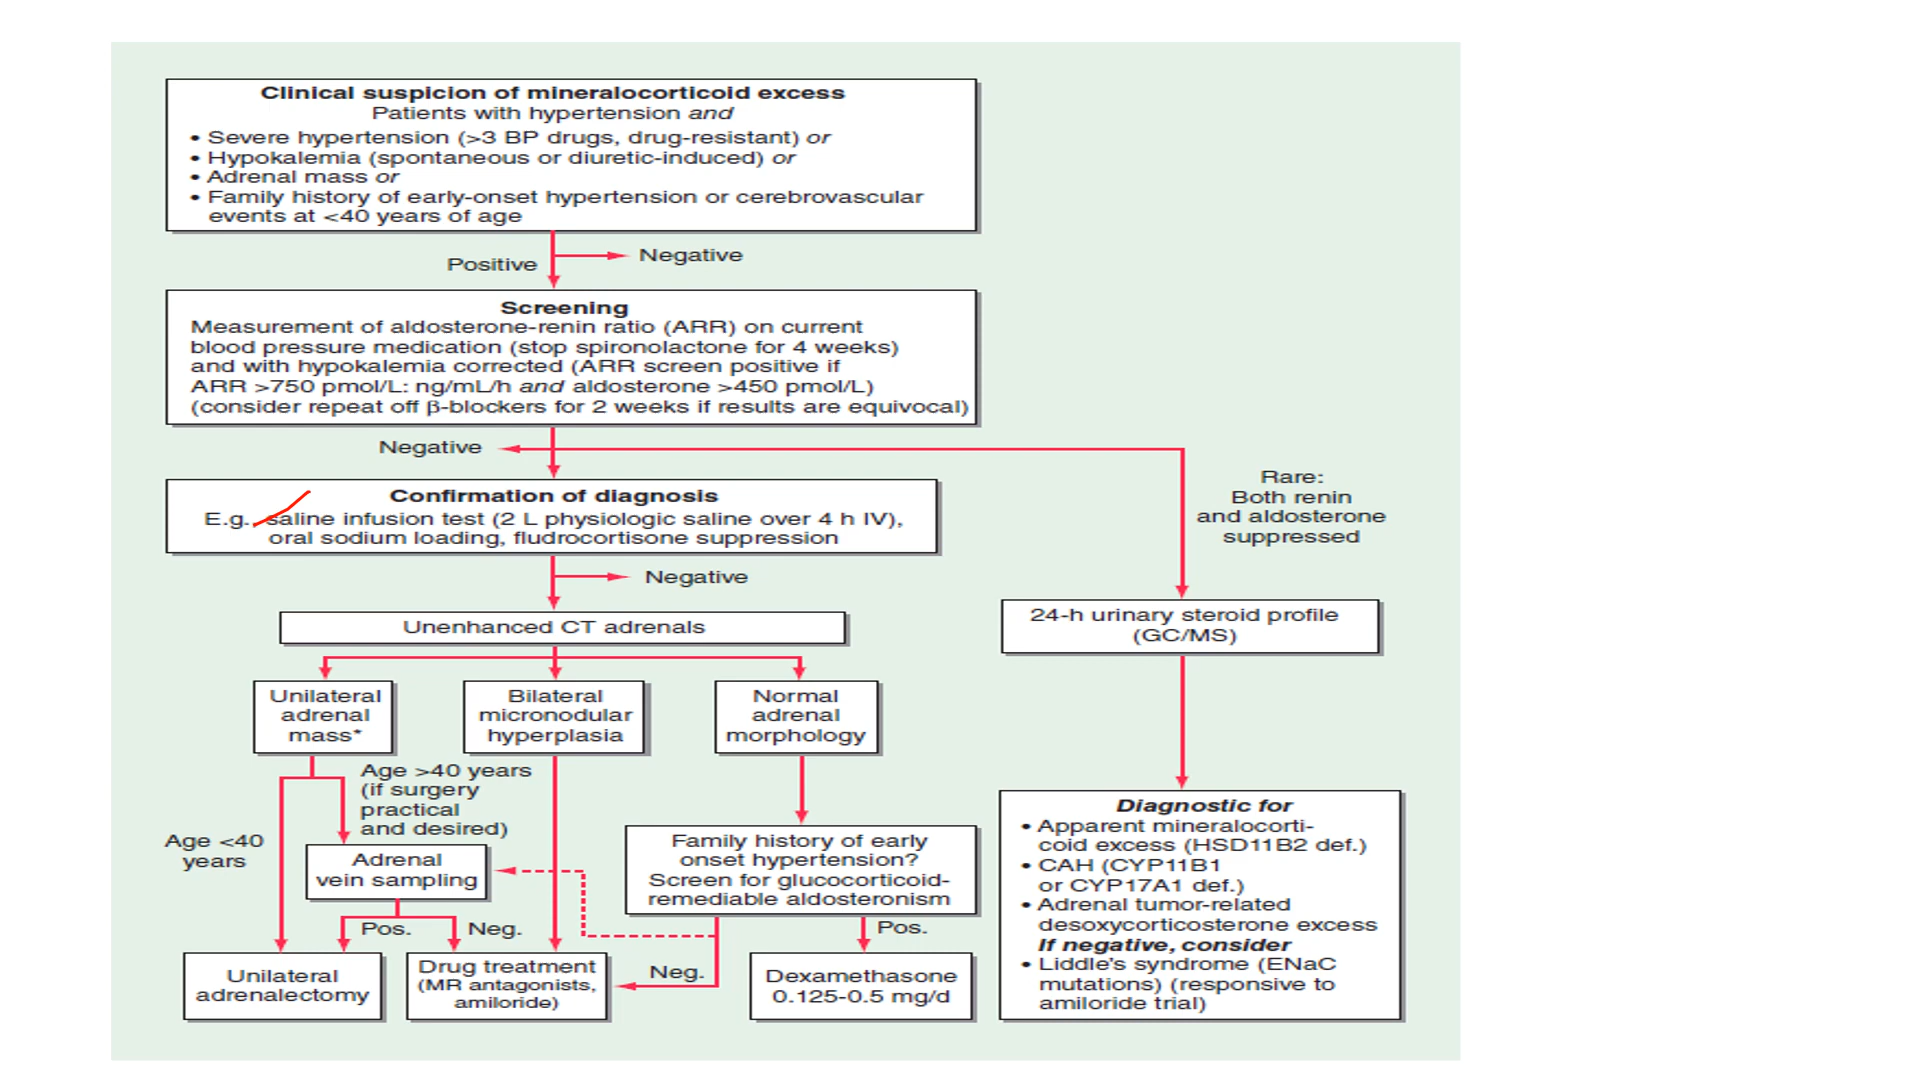 Clinical suspicion of mineralocorticoid excess
Patients with hypertension and
• Severe hypertension (>3 BP drugs, drug-resistant) or
• Hypokalemia (spontaneous or diuretic-induced) or
• Adrenal mass or
• Family history of early-onset hypertension or cerebrovascular
events at <40 years of age
Positive
Negative
Screening
Measurement of aldosterone-renin ratio (ARR) on current
blood pressure medication (stop spironolactone for 4 weeks)
and with hypokalemia corrected (ARR screen positive if
ARR >750 pmol/L: ng/mL/h and aldosterone >450 pmol/L)
(consider repeat off β-blockers for 2 weeks if results are equivocal)
Negative
Rare:
Both renin
and aldosterone
suppressed
Confirmation of diagnosis
E.g., saline infusion test (2 L physiologic saline over 4 h IV),
oral sodium loading, fludrocortisone suppression
Negative
Unenhanced CT adrenals
24-h urinary steroid profile
(GC/MS)
Unilateral
adrenal
mass*
Bilateral
micronodular
hyperplasia
Normal
adrenal
morphology
Age >40 years
(if surgery
practical
and desired)
Age <40
years
Adrenal
vein sampling
Family history of early
onset hypertension?
Screen for glucocorticoid-
remediable aldosteronism
Pos.
Neg.
Neg.
Pos.
Unilateral
adrenalectomy
Drug treatment
(MR antagonists,
amiloride)
Dexamethasone
0.125-0.5 mg/d
Diagnostic for
• Apparent mineralocorti-
coid excess (HSD11B2 def.)
• CAH (CYP11B1
or CYP17A1 def.)
• Adrenal tumor-related
desoxycorticosterone excess
If negative, consider
• Liddle's syndrome (ENaC
mutations) (responsive to
amiloride trial)